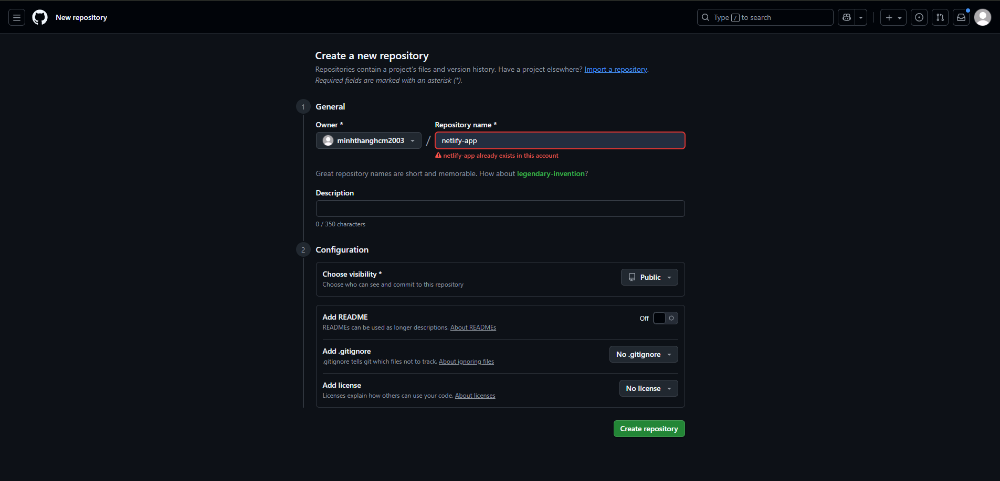 New repository
Type / to search
Create a new repository
Repositories contain a project's files and version history. Have a project elsewhere? Import a repository.
Required fields are marked with an asterisk (*).
1 General
Owner *
Repository name *
minhthanghcm2003 / netlify-app
netlify-app already exists in this account
Great repository names are short and memorable. How about legendary-invention?
Description
0 / 350 characters
2 Configuration
Choose visibility *
Public
Choose who can see and commit to this repository
Add README
Off
READMEs can be used as longer descriptions. About READMEs
Add .gitignore
No .gitignore
.gitignore tells git which files not to track. About ignoring files
Add license
No license
Licenses explain how others can use your code. About licenses
Create repository